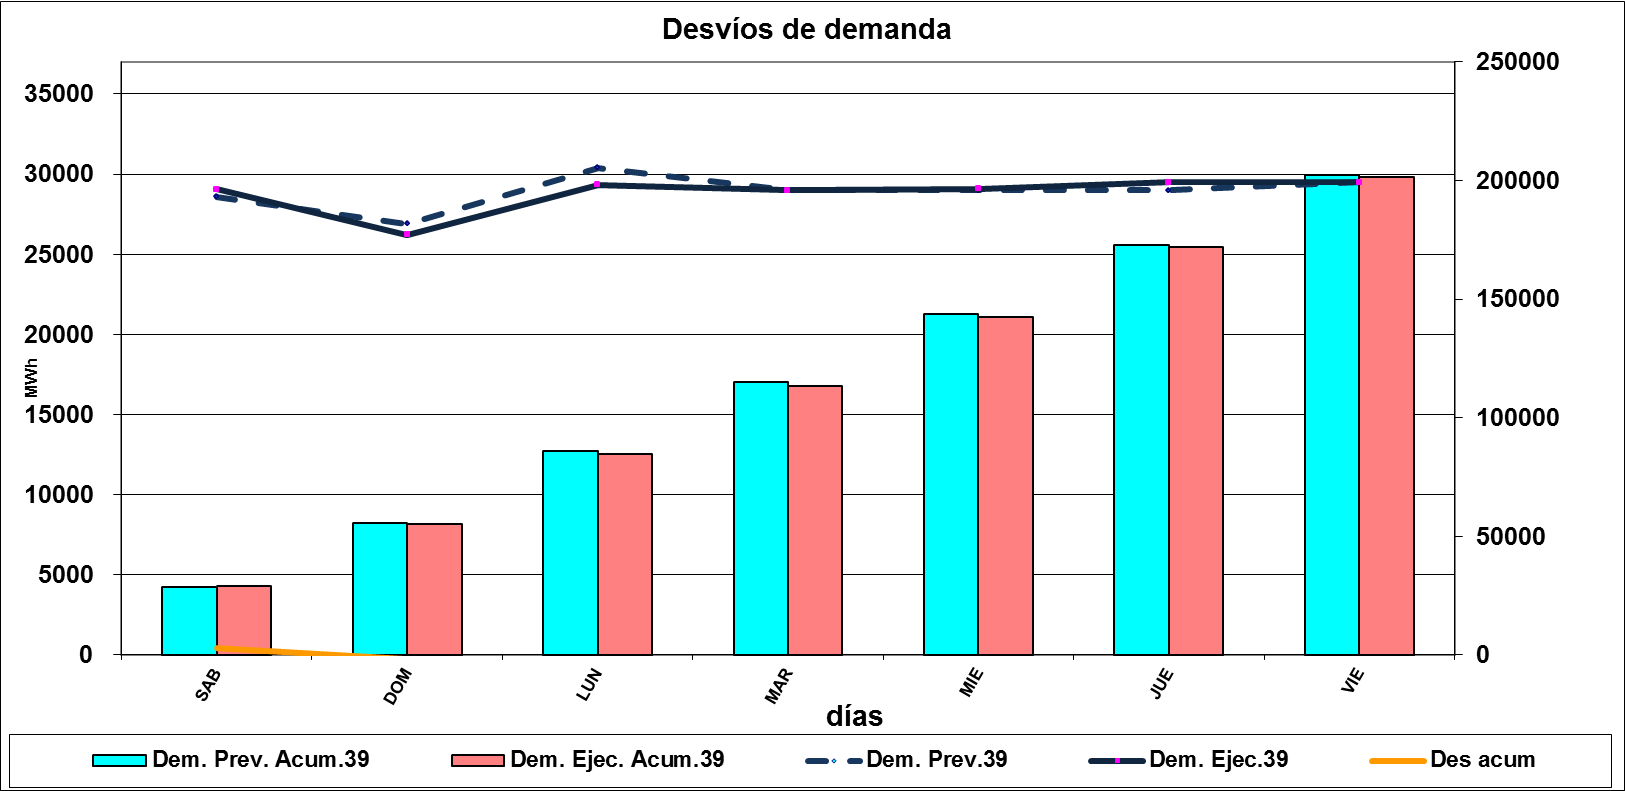 Desvíos de demanda
35000
30000
25000
20000
15000
10000
5000
0
MWh
250000
200000
150000
100000
50000
0
SAB DOM LUN MAR MIE JUE VIE
días
Dem. Prev. Acum.39 Dem. Ejec. Acum.39 Dem. Prev.39 Dem. Ejec.39 Des acum